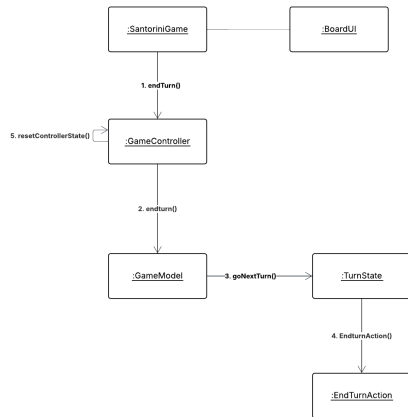 :SantoriniGame
:BoardUI
1. endTurn()
5. resetControllerState()
:GameController
2. endturn()
:GameModel
3. goNextTurn()
:TurnState
4. EndturnAction()
:EndTurnAction